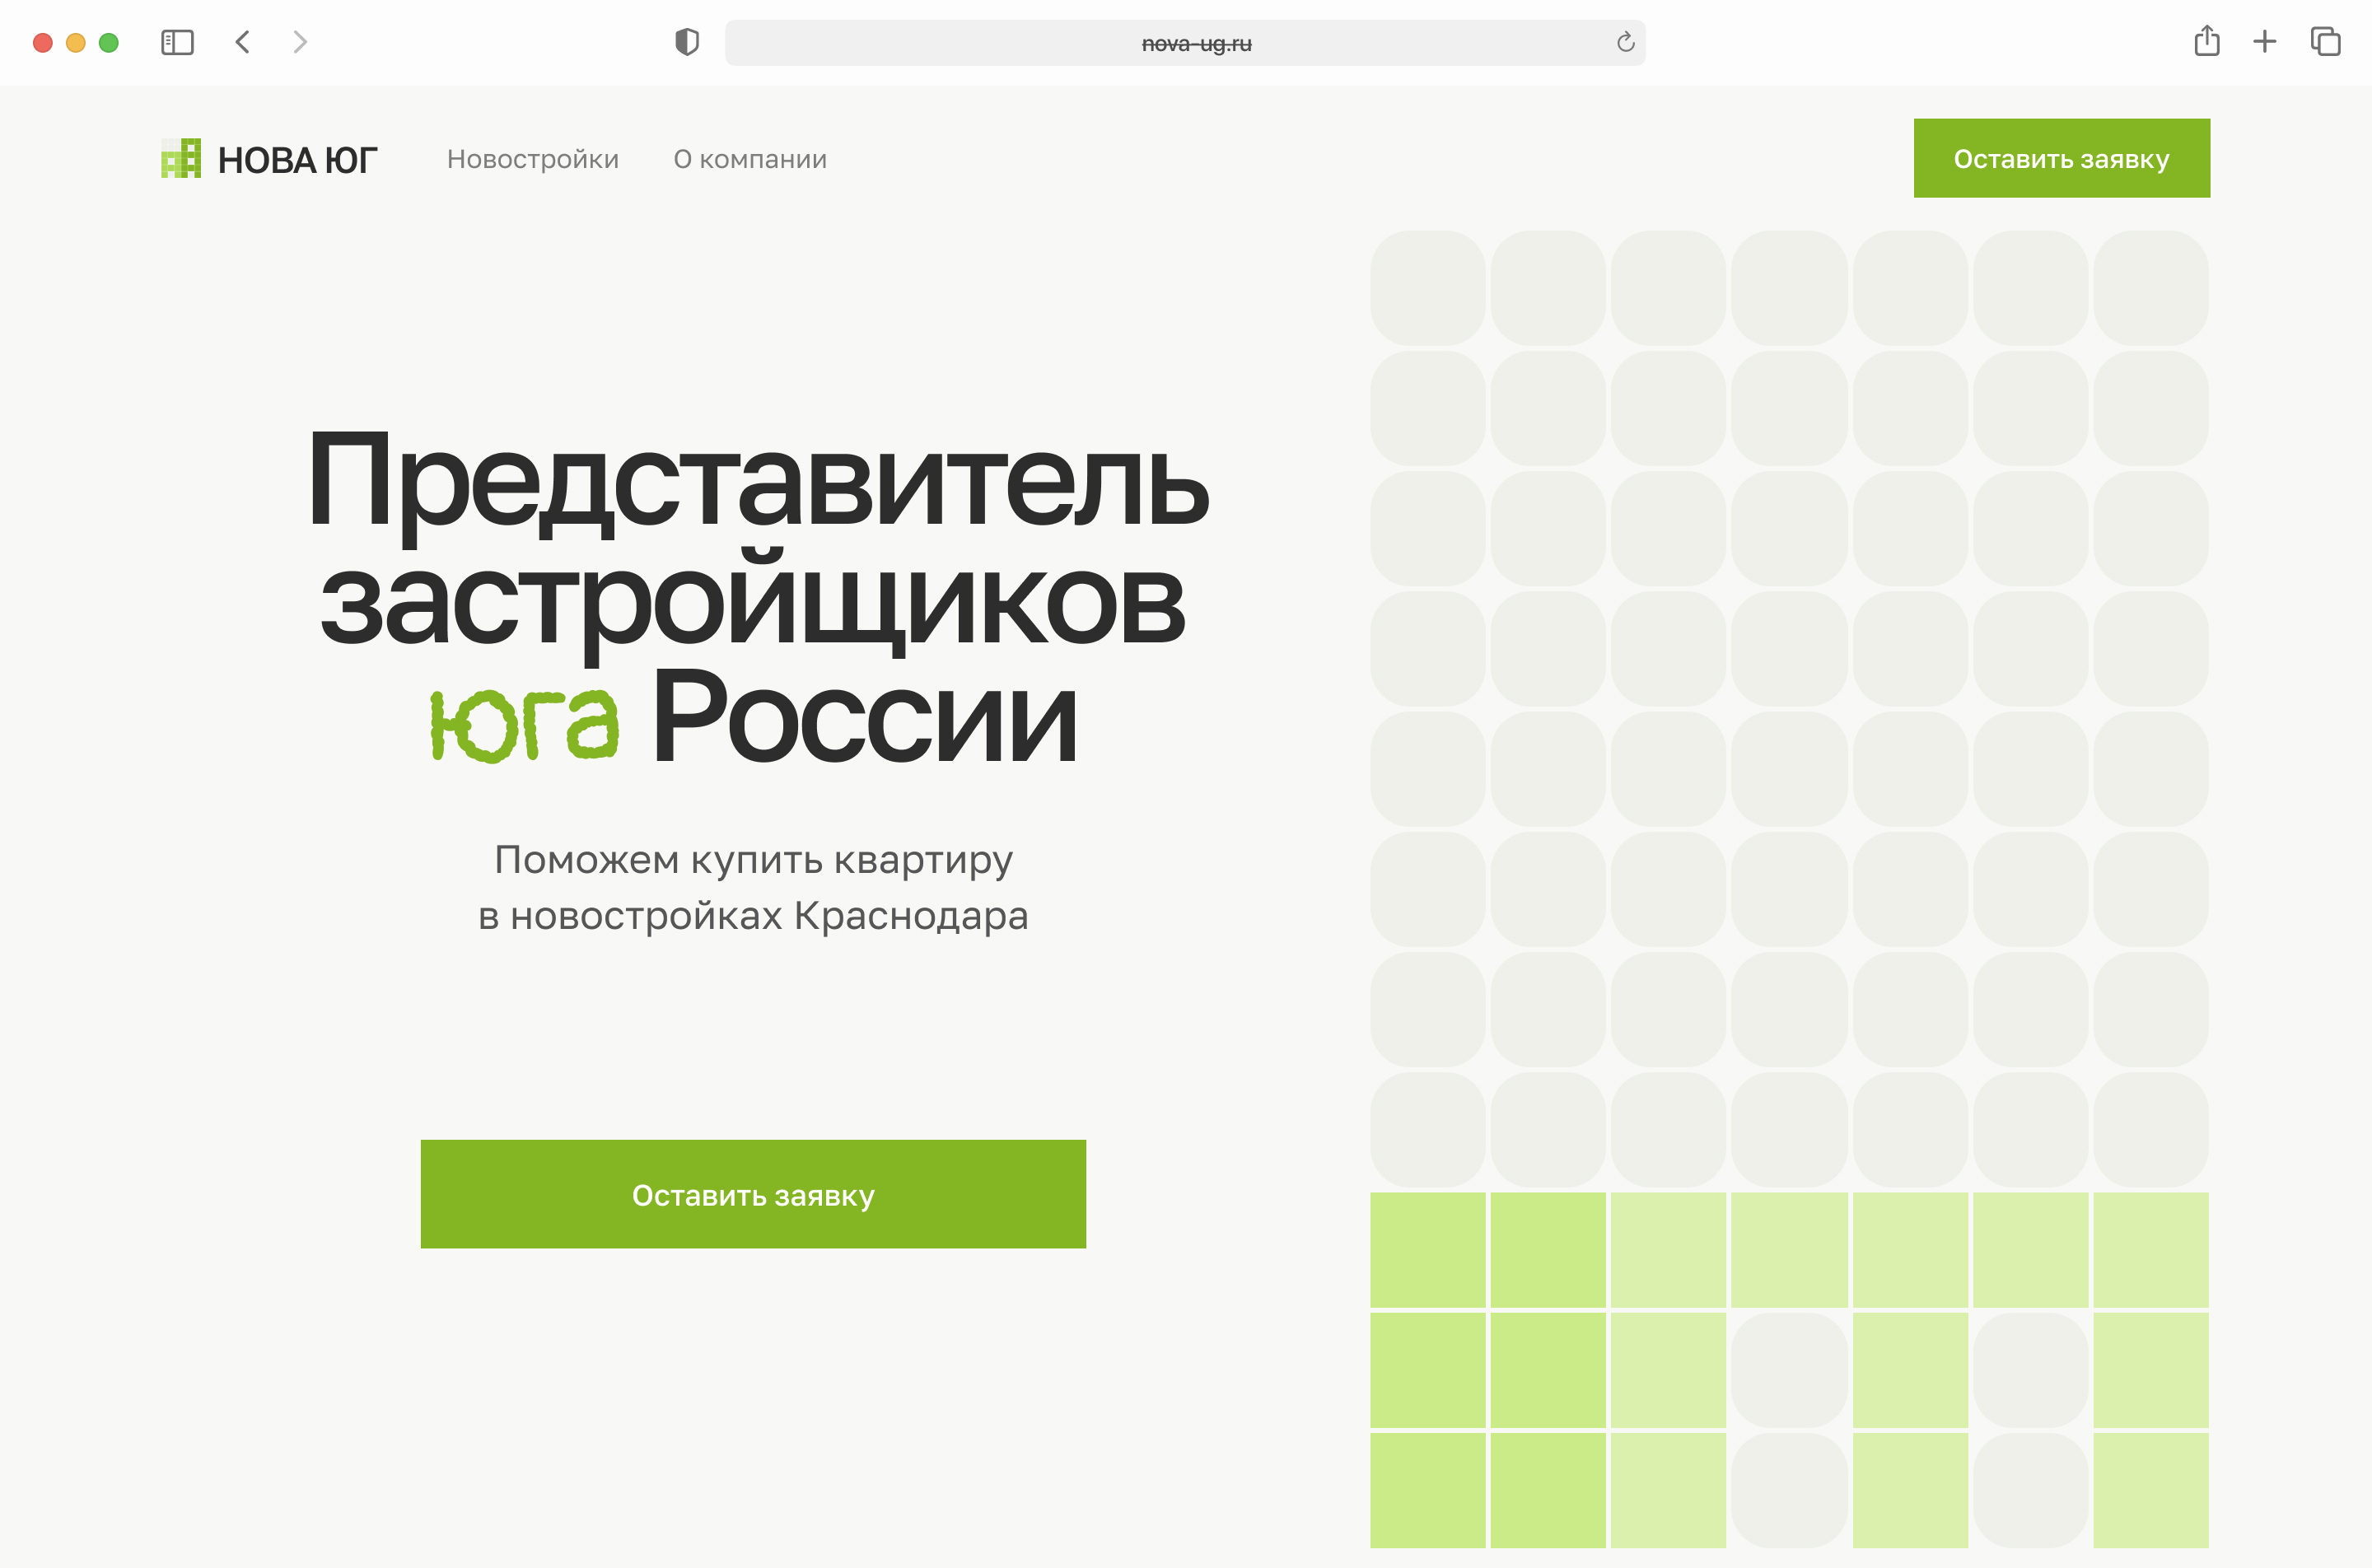 nova-ug.ru
НОВА ЮГ
Новостройки
О компании
Оставить заявку
Представитель
застройщиков
юга России
Поможем купить квартиру
в новостройках Краснодара
Оставить заявку